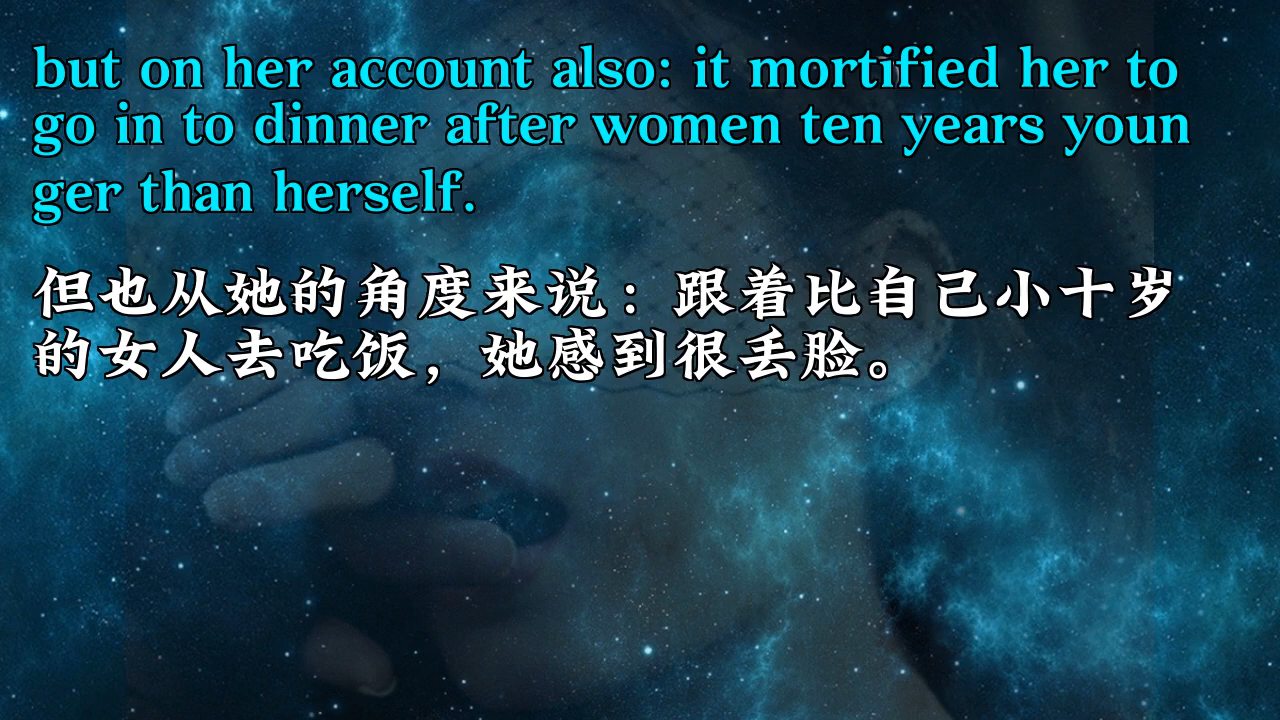 but on her account also: it mortified her to
go in to dinner after women ten years youn
ger than herself.
但也从她的角度来说：跟着比自己小十岁
的女人去吃饭，她感到很丢脸。